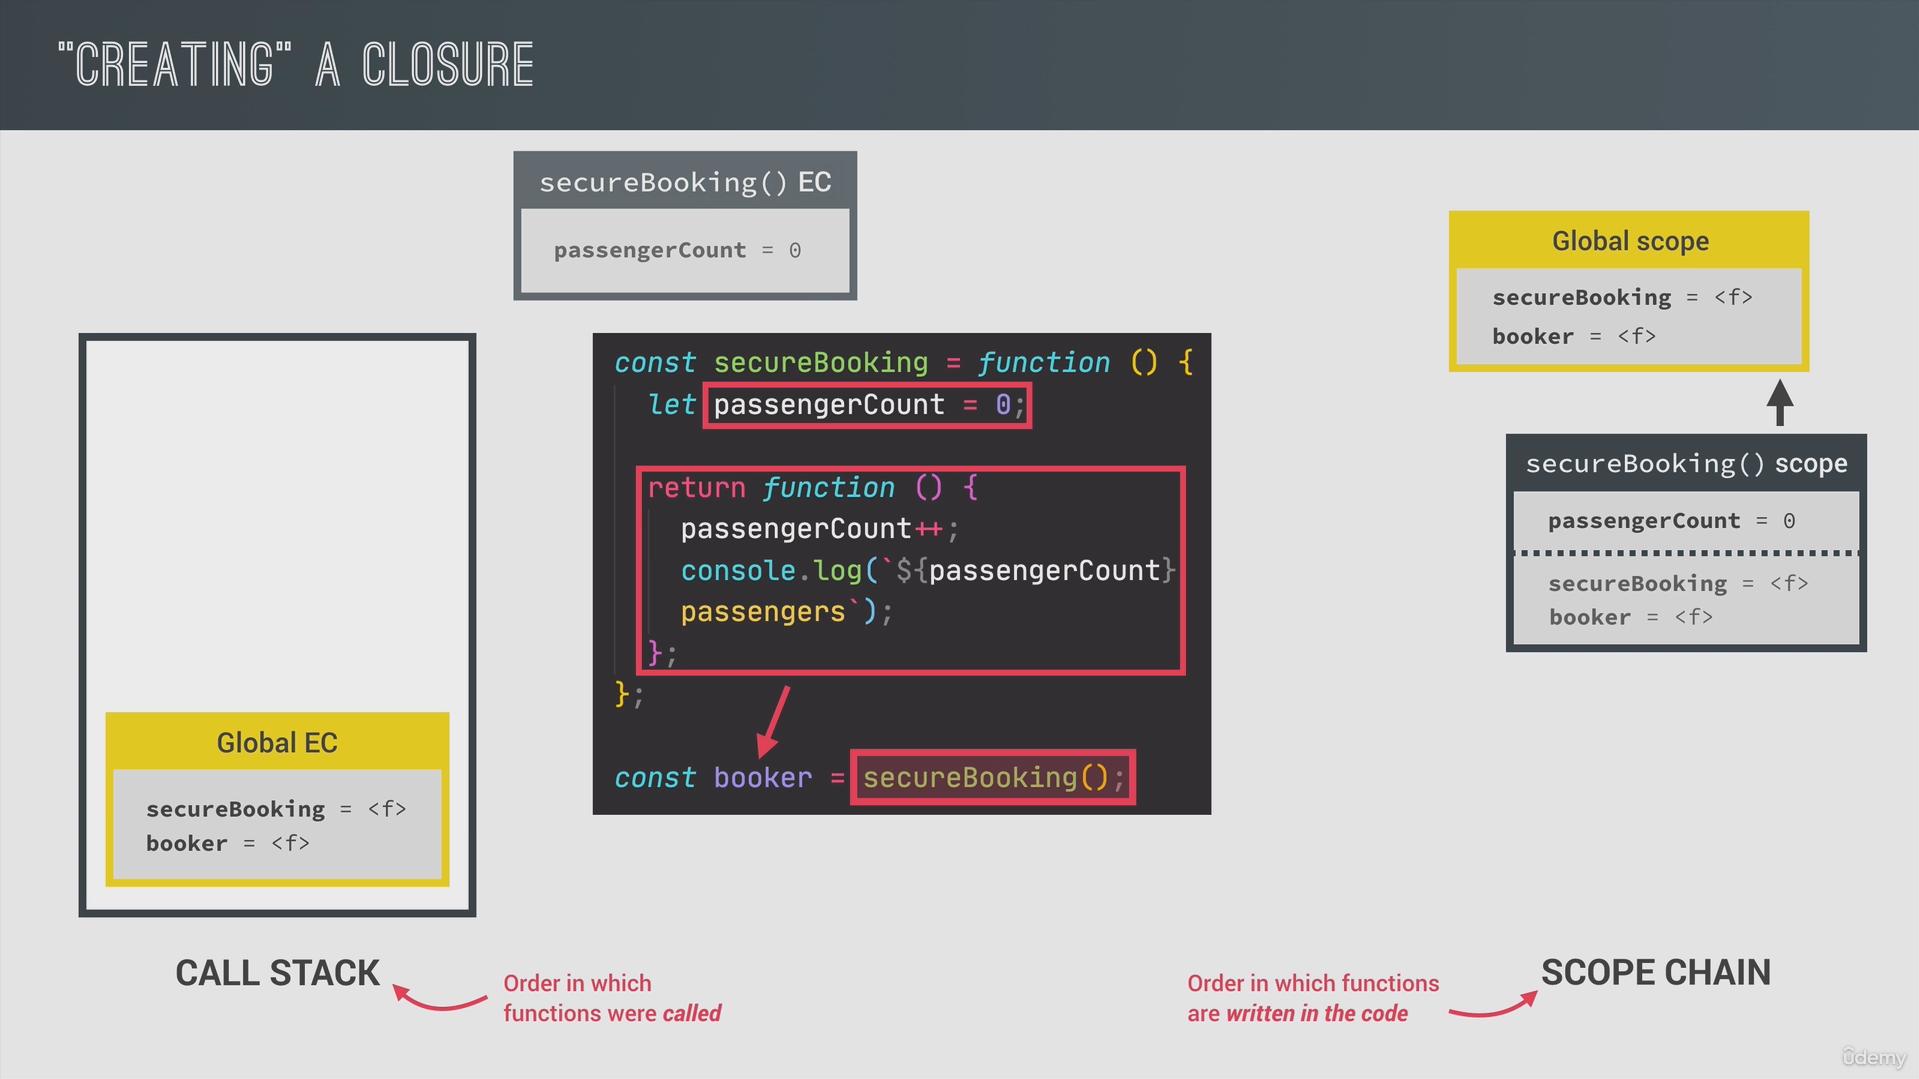 "CREATING" A CLOSURE
secureBooking() EC
passengerCount = 0
Global scope
secureBooking = <f>
booker = <f>
const secureBooking = function () {
let passengerCount = 0;
return function () {
passengerCount++;
console.log(`${passengerCount}
passengers`);
};
};
const booker = secureBooking();
secureBooking() scope
passengerCount = 0
secureBooking = <f>
booker = <f>
Global EC
secureBooking = <f>
booker = <f>
CALL STACK
Order in which
functions were called
Order in which functions
are written in the code
SCOPE CHAIN
ûdemy